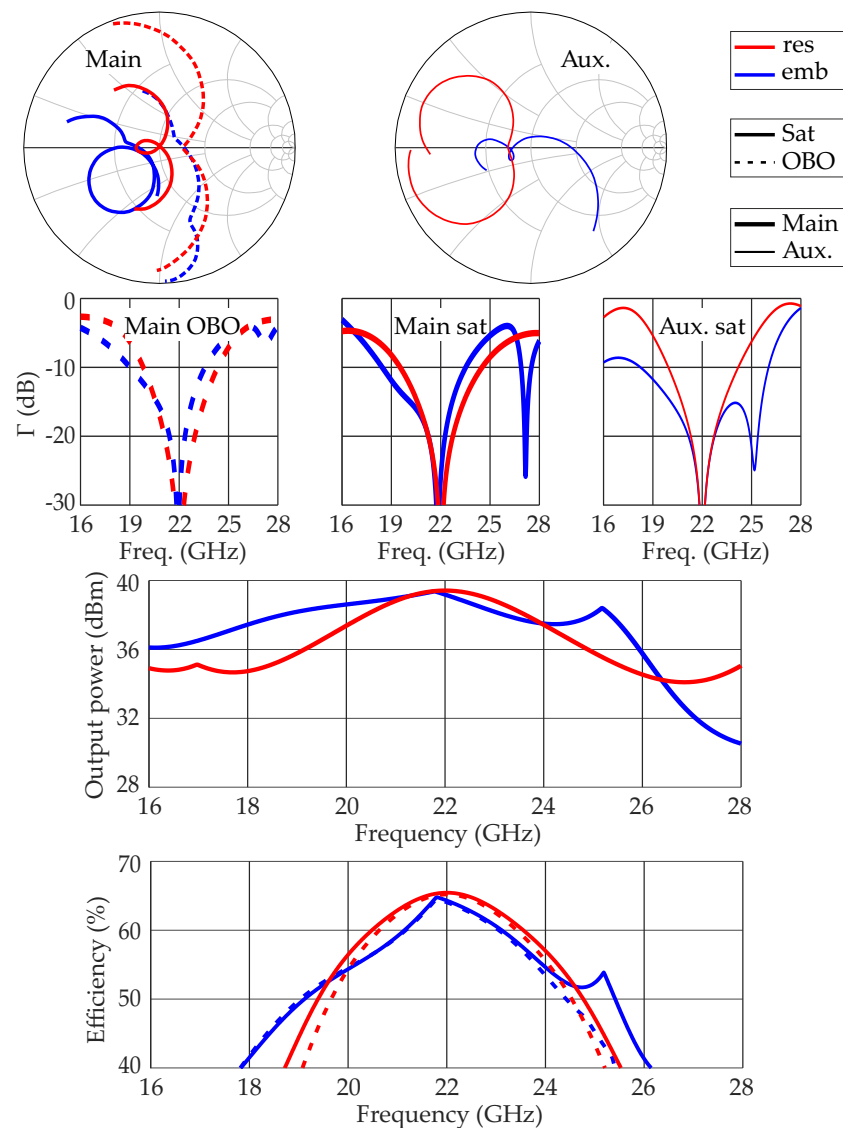 Main
Aux.
res
emb
Sat
OBO
Main
Aux.
Main OBO
Main sat
Aux. sat
Γ (dB)
0
-10
-20
-30
16 19 22 25 28
16 19 22 25 28
16 19 22 25 28
Freq. (GHz)
Freq. (GHz)
Freq. (GHz)
Output power (dBm)
40
36
32
28
16 18 20 22 24 26 28
Frequency (GHz)
Efficiency (%)
70
60
50
40
16 18 20 22 24 26 28
Frequency (GHz)